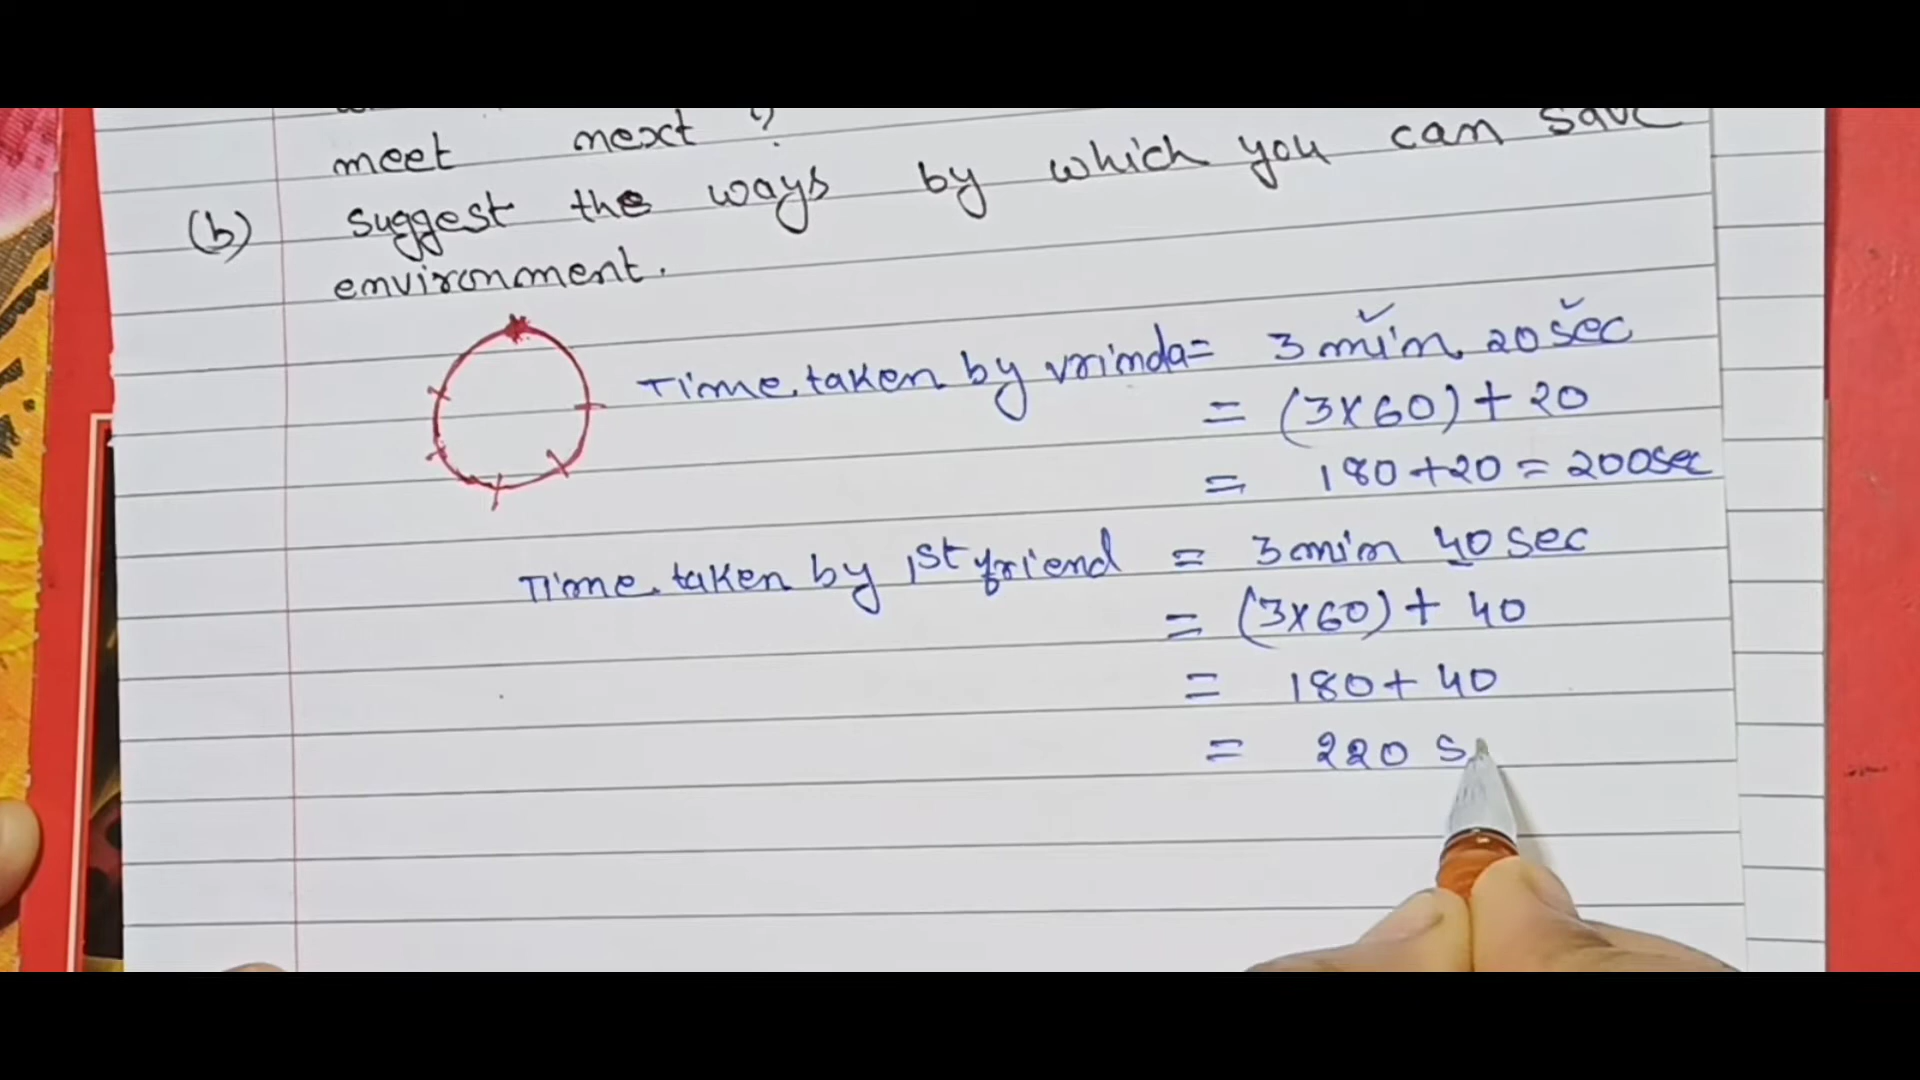 meet next ?
(b) suggest the ways by which you can save
environment.
Time taken by vrinda = 3 min 20 sec
= (3x60) + 20
= 180+20 = 200sec
Time taken by 1st friend = 3 min 40 sec
= (3x60) + 40
= 180 + 40
= 220 s